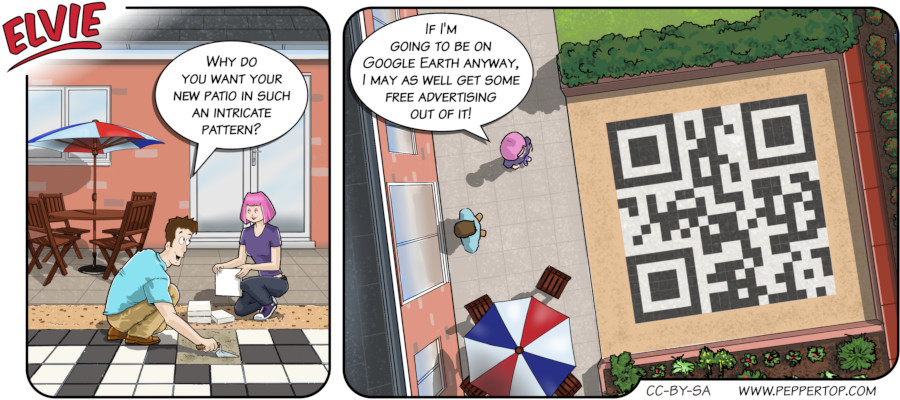 ELVIE
WHY DO
YOU WANT YOUR
NEW PATIO IN SUCH
AN INTRICATE
PATTERN?
IF I'M
GOING TO BE ON
GOOGLE EARTH ANYWAY,
I MAY AS WELL GET SOME
FREE ADVERTISING
OUT OF IT!
CC-BY-SA
WWW.PEPPERTOP.COM